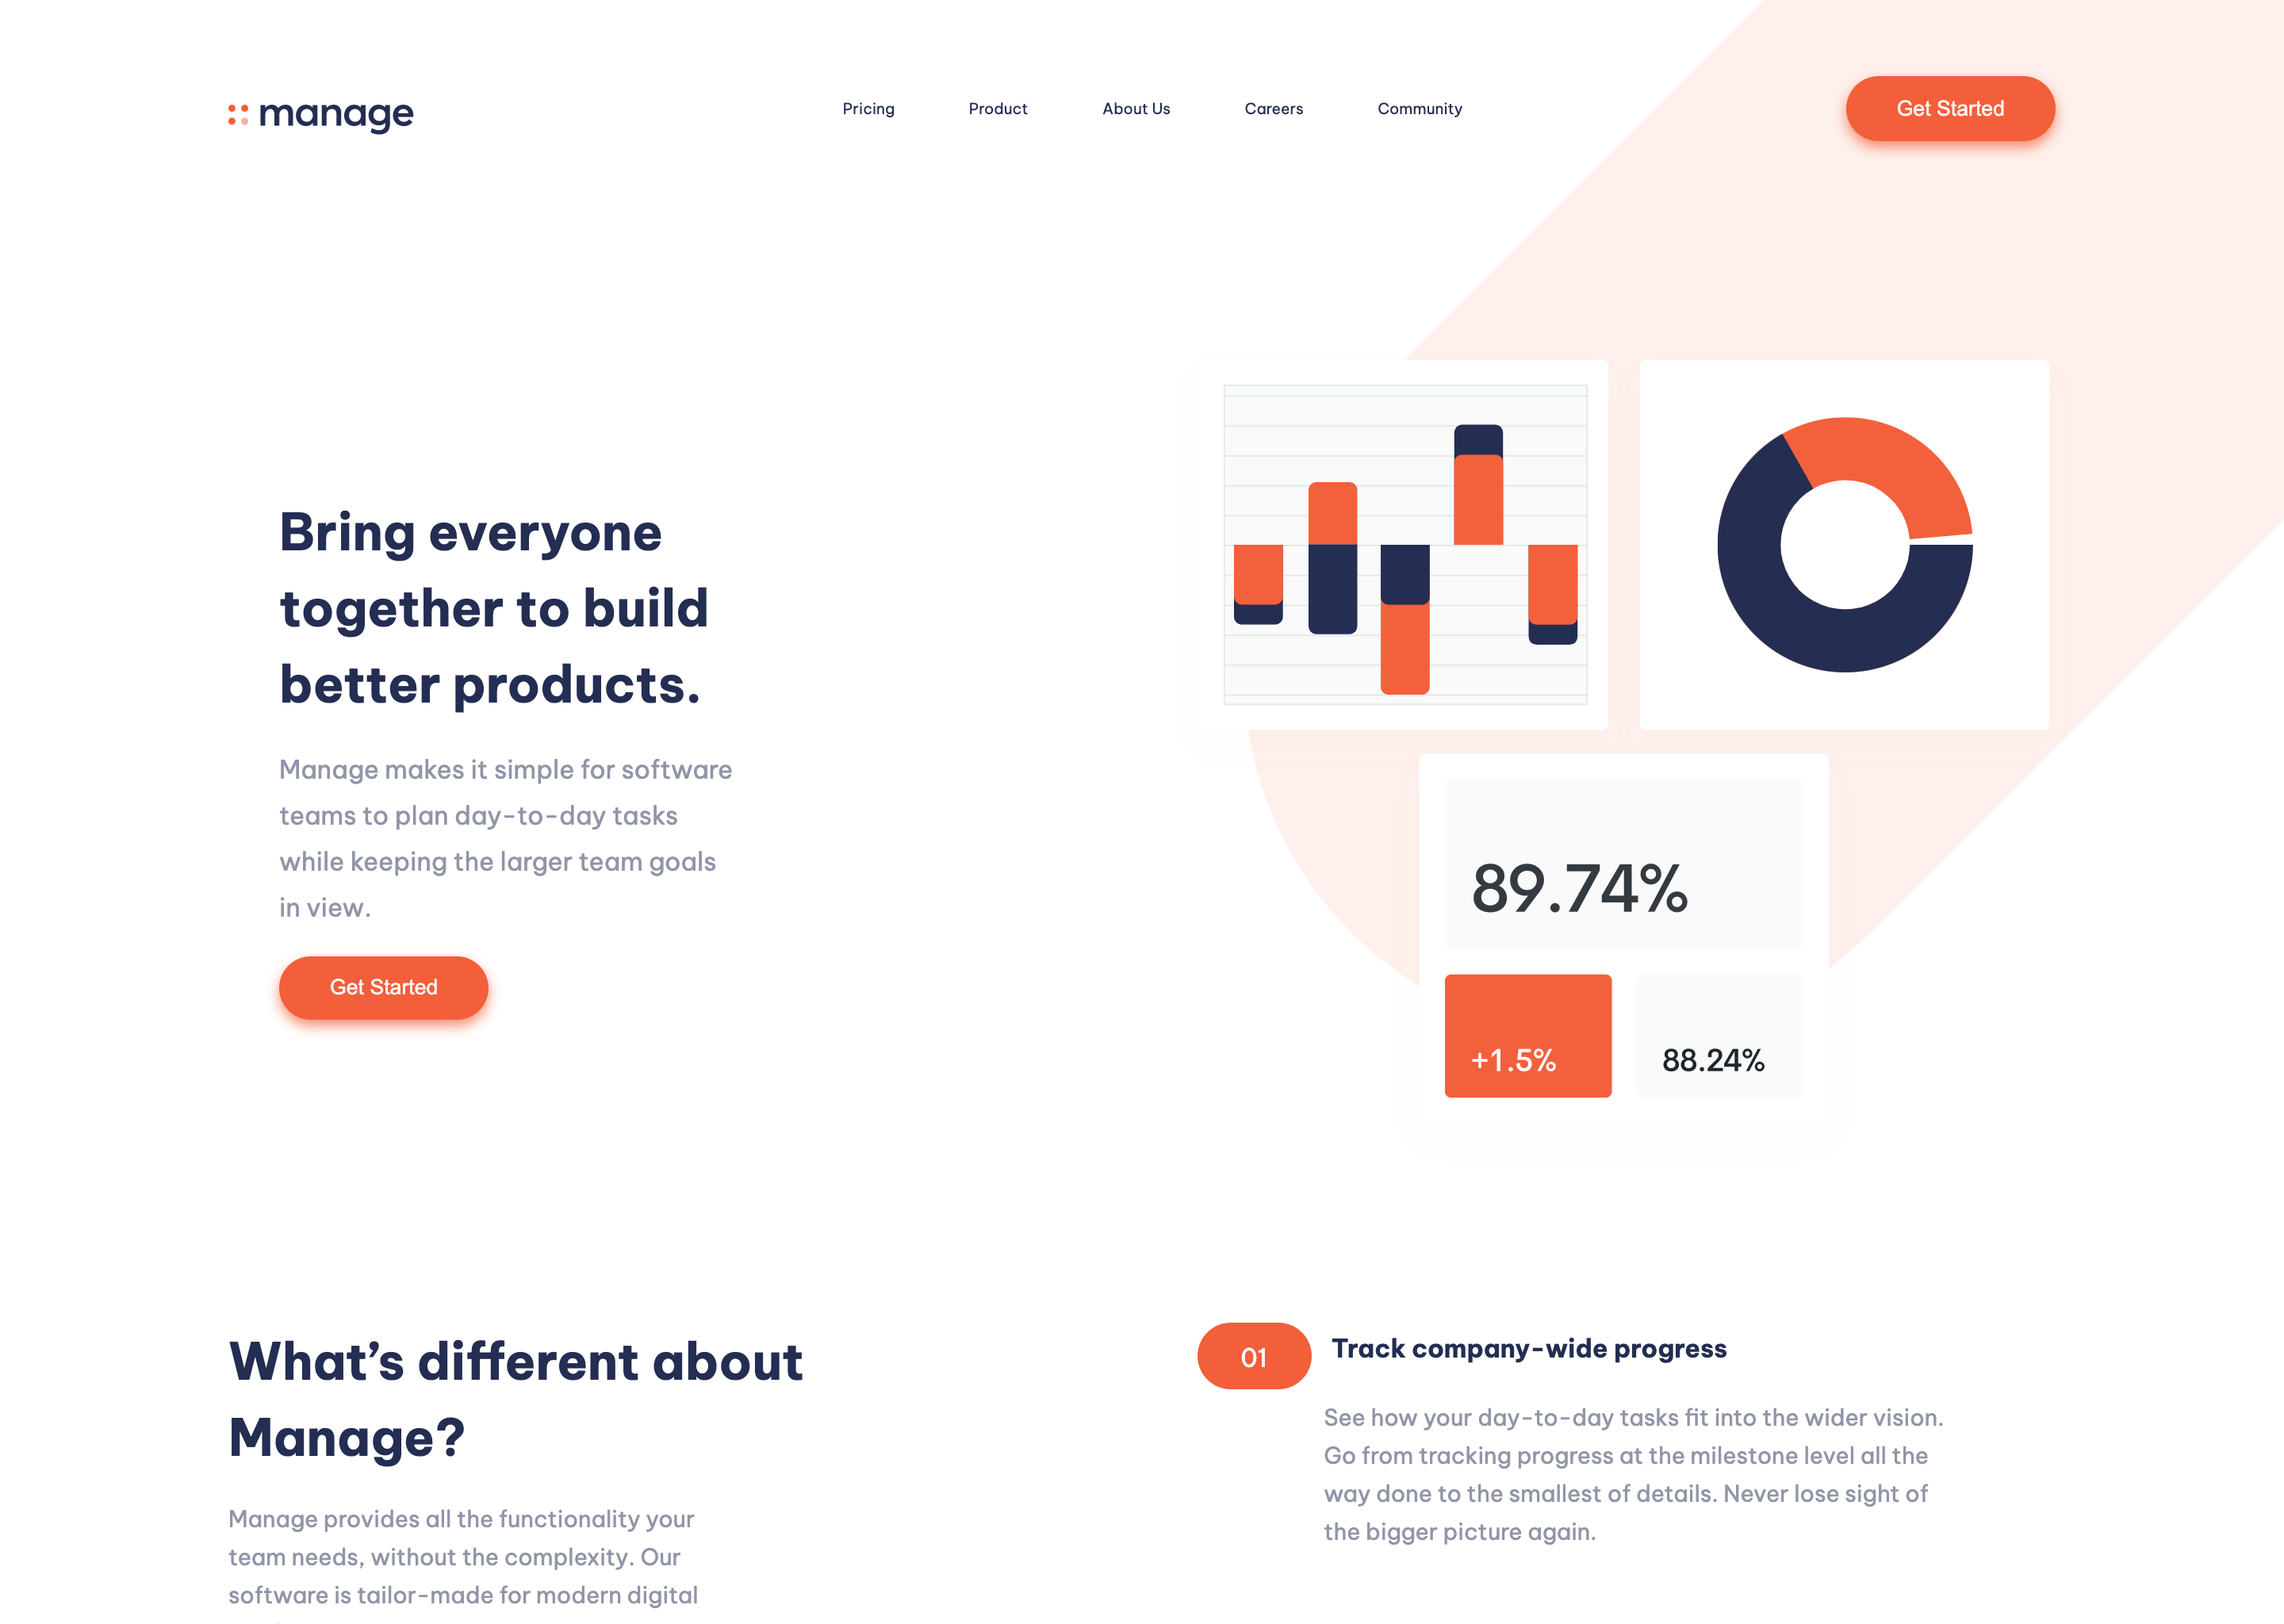 manage
Pricing
Product
About Us
Careers
Community
Get Started
Bring everyone
together to build
better products.
Manage makes it simple for software
teams to plan day-to-day tasks
while keeping the larger team goals
in view.
Get Started
89.74%
+1.5%
88.24%
What’s different about
Manage?
Manage provides all the functionality your
team needs, without the complexity. Our
software is tailor-made for modern digital
01
Track company-wide progress
See how your day-to-day tasks fit into the wider vision.
Go from tracking progress at the milestone level all the
way done to the smallest of details. Never lose sight of
the bigger picture again.